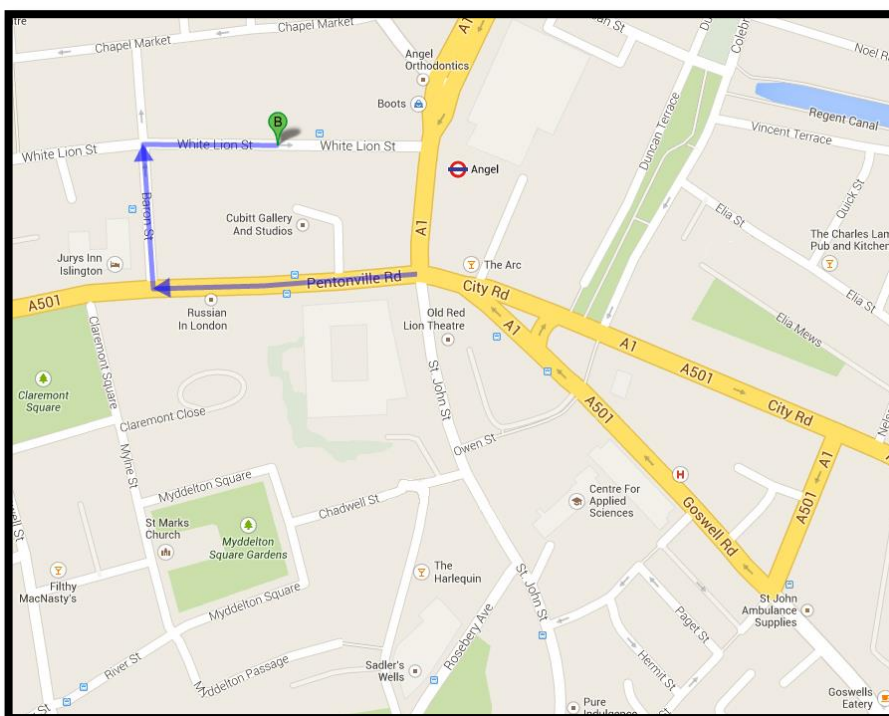 Chapel Market
Chapel Market
A1
Angel
Orthodontics
Boots
Duncan Terrace
Noel R
Regent Canal
Vincent Terrace
White Lion St
White Lion St
B
White Lion St
Angel
Baron St
Elia St
Quick St
Cubitt Gallery
And Studios
A1
The Charles Lam
Pub and Kitchen
Jurys Inn
Islington
The Arc
Pentonville Rd
City Rd
Elia St
A501
Russian
In London
Old Red
Lion Theatre
A1
Elia Mews
A1
Claremont Square
St. John St
A501
Claremont
Square
City Rd
A501
Claremont Close
Mylne St
Owen St
H
A1
Myddelton Square
Chadwell St
Centre For
Applied
Sciences
Goswell Rd
A501
St Marks
Church
Myddelton
Square Gardens
Filthy
MacNasty's
The
Harlequin
St. John St
St John
Ambulance
Supplies
Myddelton Square
Paget St
River St
Myddelton Passage
Sadler's
Wells
Rosebery Ave
Hermit St
Goswells
Eatery
Pure